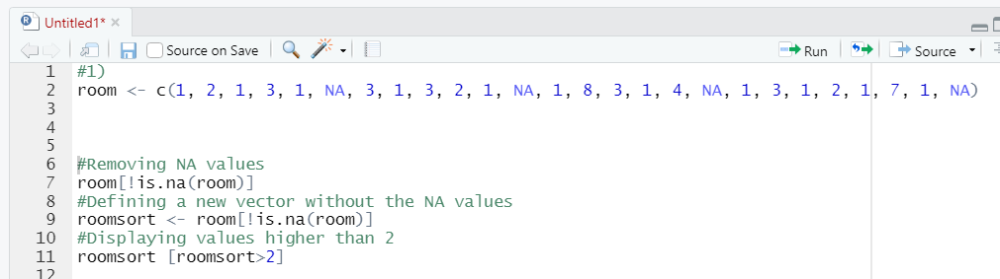 Untitled1*
Source on Save
Run
Source
1 #1)
2 room <- c(1, 2, 1, 3, 1, NA, 3, 1, 3, 2, 1, NA, 1, 8, 3, 1, 4, NA, 1, 3, 1, 2, 1, 7, 1, NA)
3
4
5
6 #Removing NA values
7 room[!is.na(room)]
8 #Defining a new vector without the NA values
9 roomsort <- room[!is.na(room)]
10 #Displaying values higher than 2
11 roomsort [roomsort>2]
12